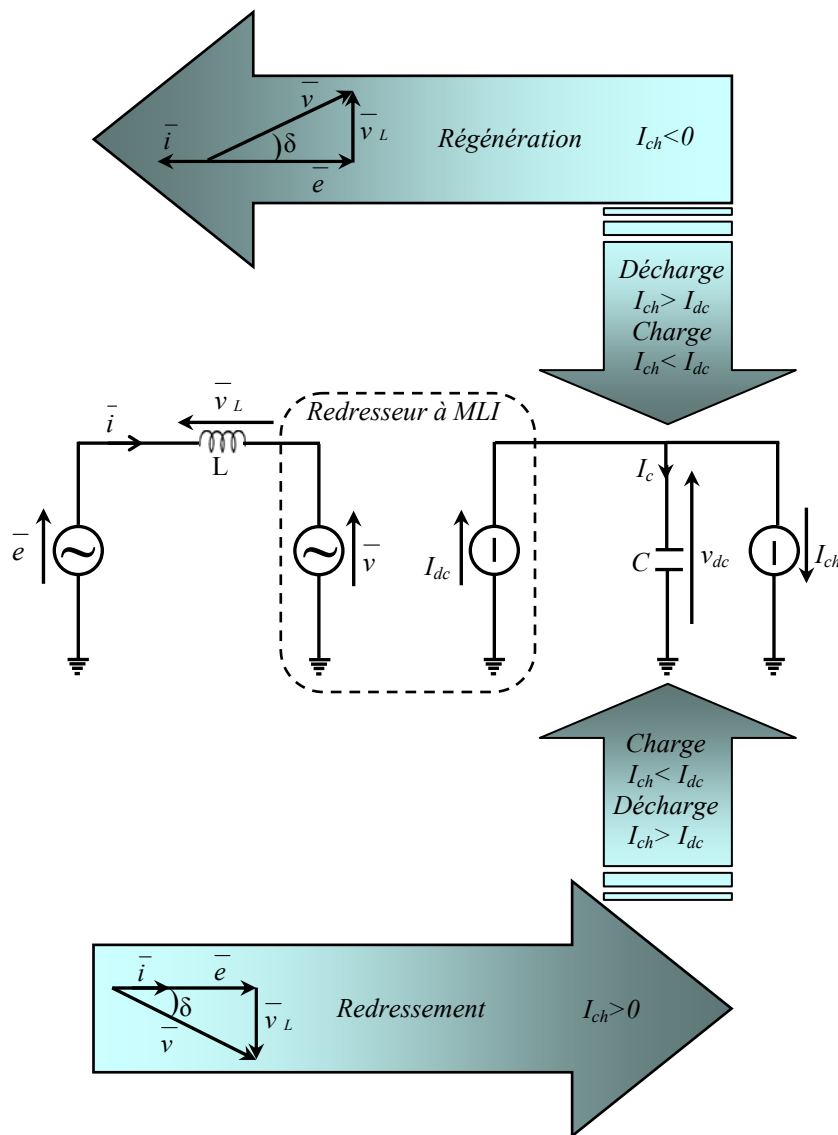 v
i
v L
δ
e
Régénération I_ch<0
Décharge
I_ch> I_dc
Charge
I_ch< I_dc
v L
Redresseur à MLI
i
L
I_c
e
v
I_dc
C
v_dc
I_ch
Charge
I_ch< I_dc
Décharge
I_ch> I_dc
i e
δ
v L
v
Redressement I_ch>0